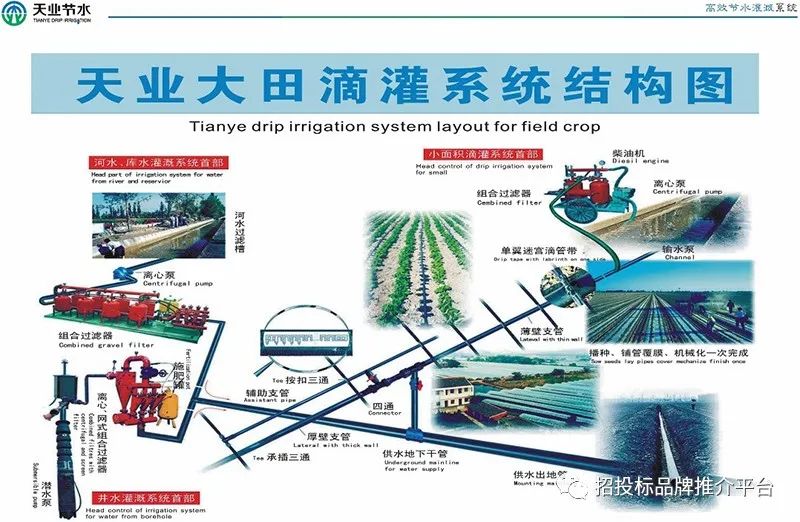 天业节水
TIANYE DRIP IRRIGATION
高效节水灌溉系统
天业大田滴灌系统结构图
Tianye drip irrigation system layout for field crop
河水、库水灌溉系统首部
Head part of irrigation system for water
from river and reservior
河水过滤槽
离心泵
Centrifugal pump
组合过滤器
Combined gravel filter
小面积滴灌系统首部
Head control of drip irrigation system
for small
柴油机
Diesil engine
组合过滤器
Combined filter
离心泵
Centrifugal pump
单翼迷宫滴管带
Drip tape with labrinth on one side
输水泵
Channel
薄壁支管
Lateval with thin wall
播种、铺管覆膜、机械化一次完成
Sow seeds lay pipes cover mechanize finish once
施肥罐
Tee 按扣三通
辅助支管
Assistant pipe
四通
Connector
厚壁支管
Lateral with thick wall
Tee 承插三通
供水地下干管
Underground mainline
for water supply
供水出地管
Mounting
离心、网式组合过滤器
Combined filtres with
centrifugal and screen
filter
潜水泵
Submersible pump
井水灌溉系统首部
Head control of irrigation system
for water from borehole
招投标品牌推介平台